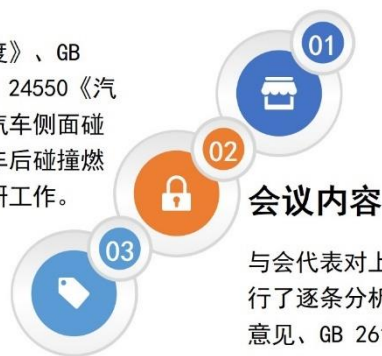 度》、GB
24550《汽
汽车侧面碰
车后碰撞燃
研工作。
01
02
03
会议内容
与会代表对上
行了逐条分析
意见、GB 26